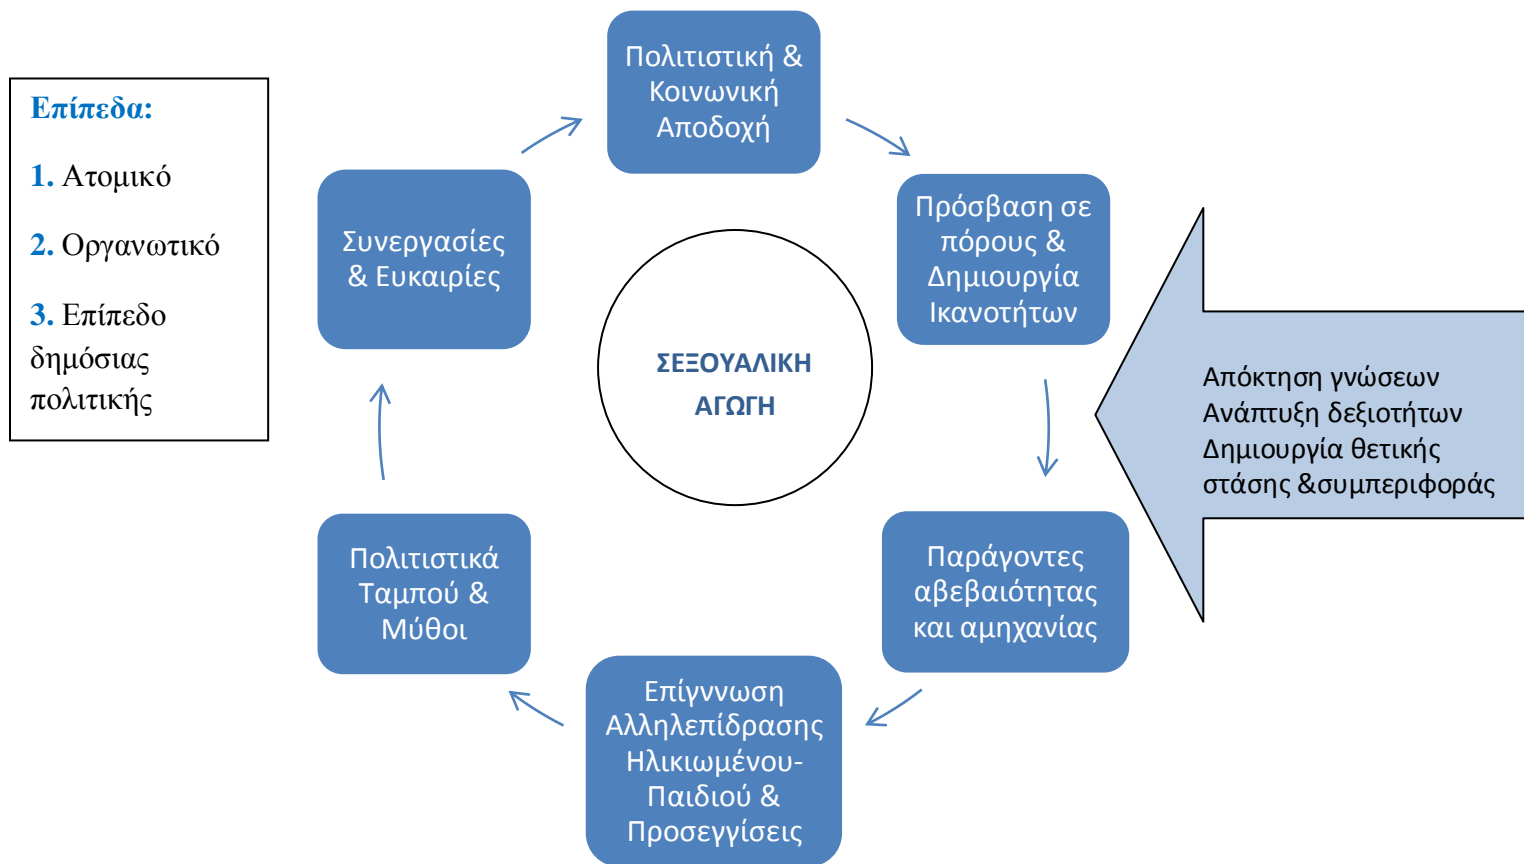 Επίπεδα:
1. Ατομικό
2. Οργανωτικό
3. Επίπεδο
δημόσιας
πολιτικής
Πολιτιστική &
Κοινωνική
Αποδοχή
Πρόσβαση σε
πόρους &
Δημιουργία
Ικανοτήτων
Παράγοντες
αβεβαιότητας
και αμηχανίας
Επίγννωση
Αλληλεπίδρασης
Ηλικιωμένου-
Παιδιού &
Προσεγγίσεις
Πολιτιστικά
Ταμπού &
Μύθοι
Συνεργασίες
& Ευκαιρίες
ΣΕΞΟΥΑΛΙΚΗ
ΑΓΩΓΗ
Απόκτηση γνώσεων
Ανάπτυξη δεξιοτήτων
Δημιουργία θετικής
στάσης &συμπεριφοράς